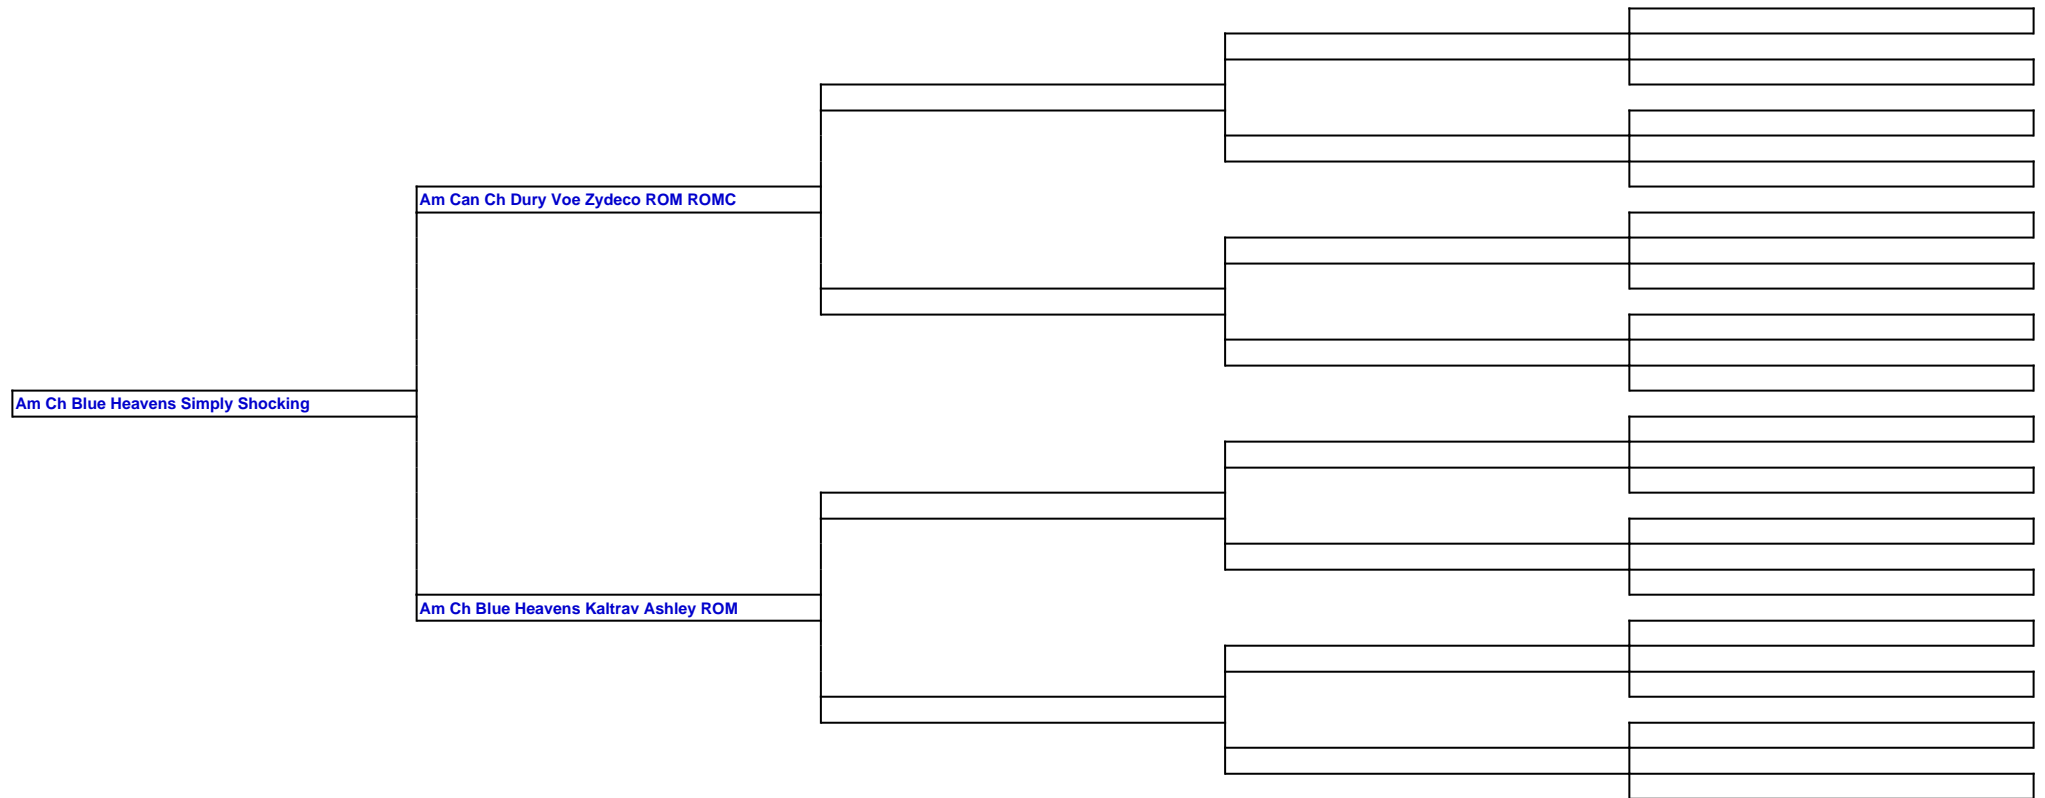 Am Can Ch Dury Voe Zydeco ROM ROMC
Am Ch Blue Heavens Simply Shocking
Am Ch Blue Heavens Kaltrav Ashley ROM